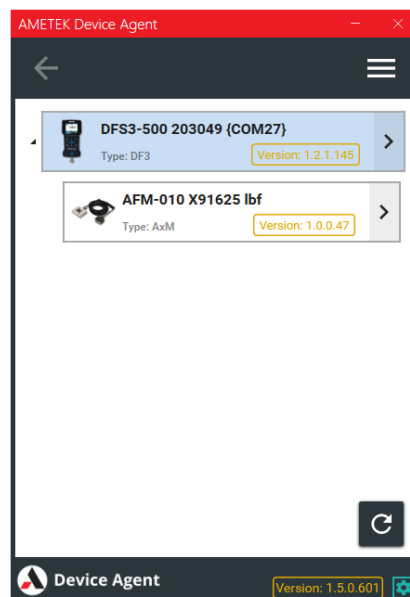 AMETEK Device Agent
DFS3-500 203049 {COM27}
Type: DF3
Version: 1.2.1.145
AFM-010 X91625 lbf
Type: AxM
Version: 1.0.0.47
Device Agent
Version: 1.5.0.601